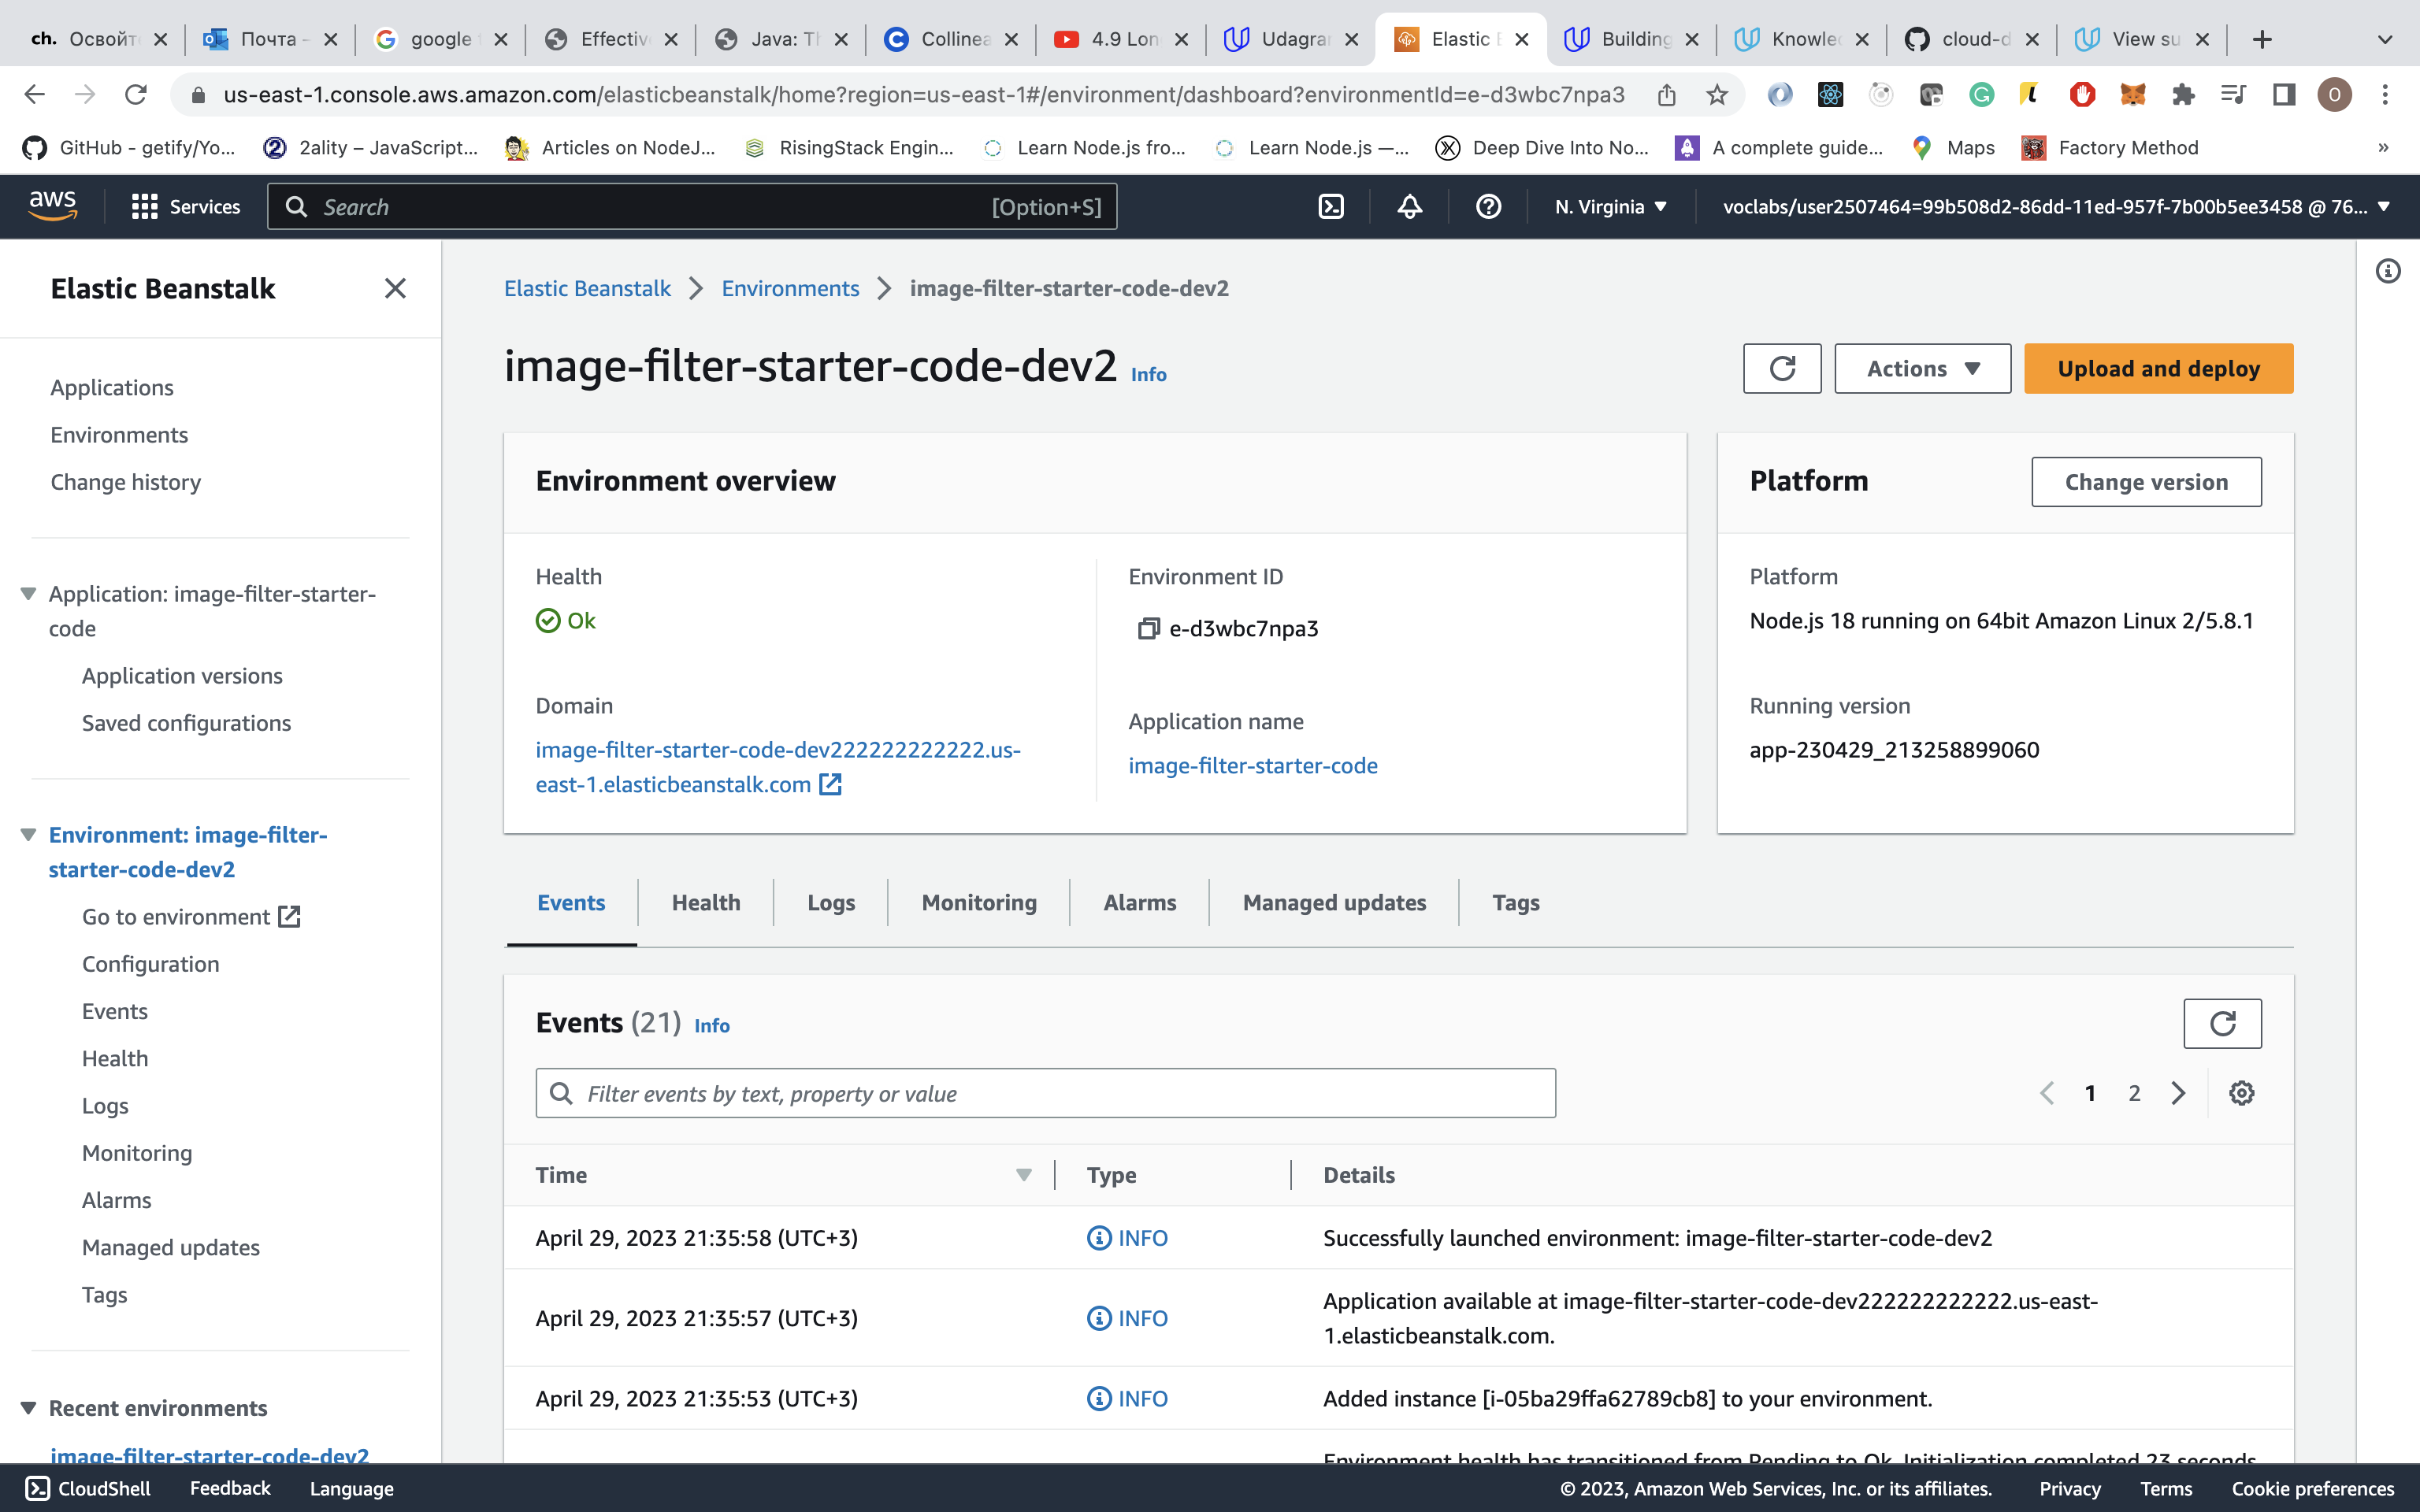 ch. Освойт
Почта -
google
Effectiv
Java: Th
Collinea
4.9 Lon
Udagra
Elastic
Building
Knowle
cloud-d
View su
us-east-1.console.aws.amazon.com/elasticbeanstalk/home?region=us-east-1#/environment/dashboard?environmentId=e-d3wbc7npa3
O
GitHub - getify/Yo...
2ality – JavaScript...
Articles on NodeJ...
RisingStack Engin...
Learn Node.js fro...
Learn Node.js —...
Deep Dive Into No...
A complete guide...
Maps
Factory Method
»
aws
Services
Search
[Option+S]
N. Virginia
voclabs/user2507464=99b508d2-86dd-11ed-957f-7b00b5ee3458 @ 76...
Elastic Beanstalk
Applications
Environments
Change history
Application: image-filter-starter-
code
Application versions
Saved configurations
Environment: image-filter-
starter-code-dev2
Go to environment
Configuration
Events
Health
Logs
Monitoring
Alarms
Managed updates
Tags
Recent environments
image-filter-starter-code-dev2
Elastic Beanstalk
Environments
image-filter-starter-code-dev2
image-filter-starter-code-dev2 Info
Actions
Upload and deploy
Environment overview
Health
Ok
Domain
image-filter-starter-code-dev222222222222.us-
east-1.elasticbeanstalk.com
Environment ID
e-d3wbc7npa3
Application name
image-filter-starter-code
Platform
Change version
Platform
Node.js 18 running on 64bit Amazon Linux 2/5.8.1
Running version
app-230429_213258899060
Events
Health
Logs
Monitoring
Alarms
Managed updates
Tags
Events (21) Info
Filter events by text, property or value
1
2
Time
Type
Details
April 29, 2023 21:35:58 (UTC+3)
INFO
Successfully launched environment: image-filter-starter-code-dev2
April 29, 2023 21:35:57 (UTC+3)
INFO
Application available at image-filter-starter-code-dev222222222222.us-east-
1.elasticbeanstalk.com.
April 29, 2023 21:35:53 (UTC+3)
INFO
Added instance [i-05ba29ffa62789cb8] to your environment.
Environment health has transitioned from Pending to Ok. Initialization completed 23 seconds
CloudShell
Feedback
Language
© 2023, Amazon Web Services, Inc. or its affiliates.
Privacy
Terms
Cookie preferences